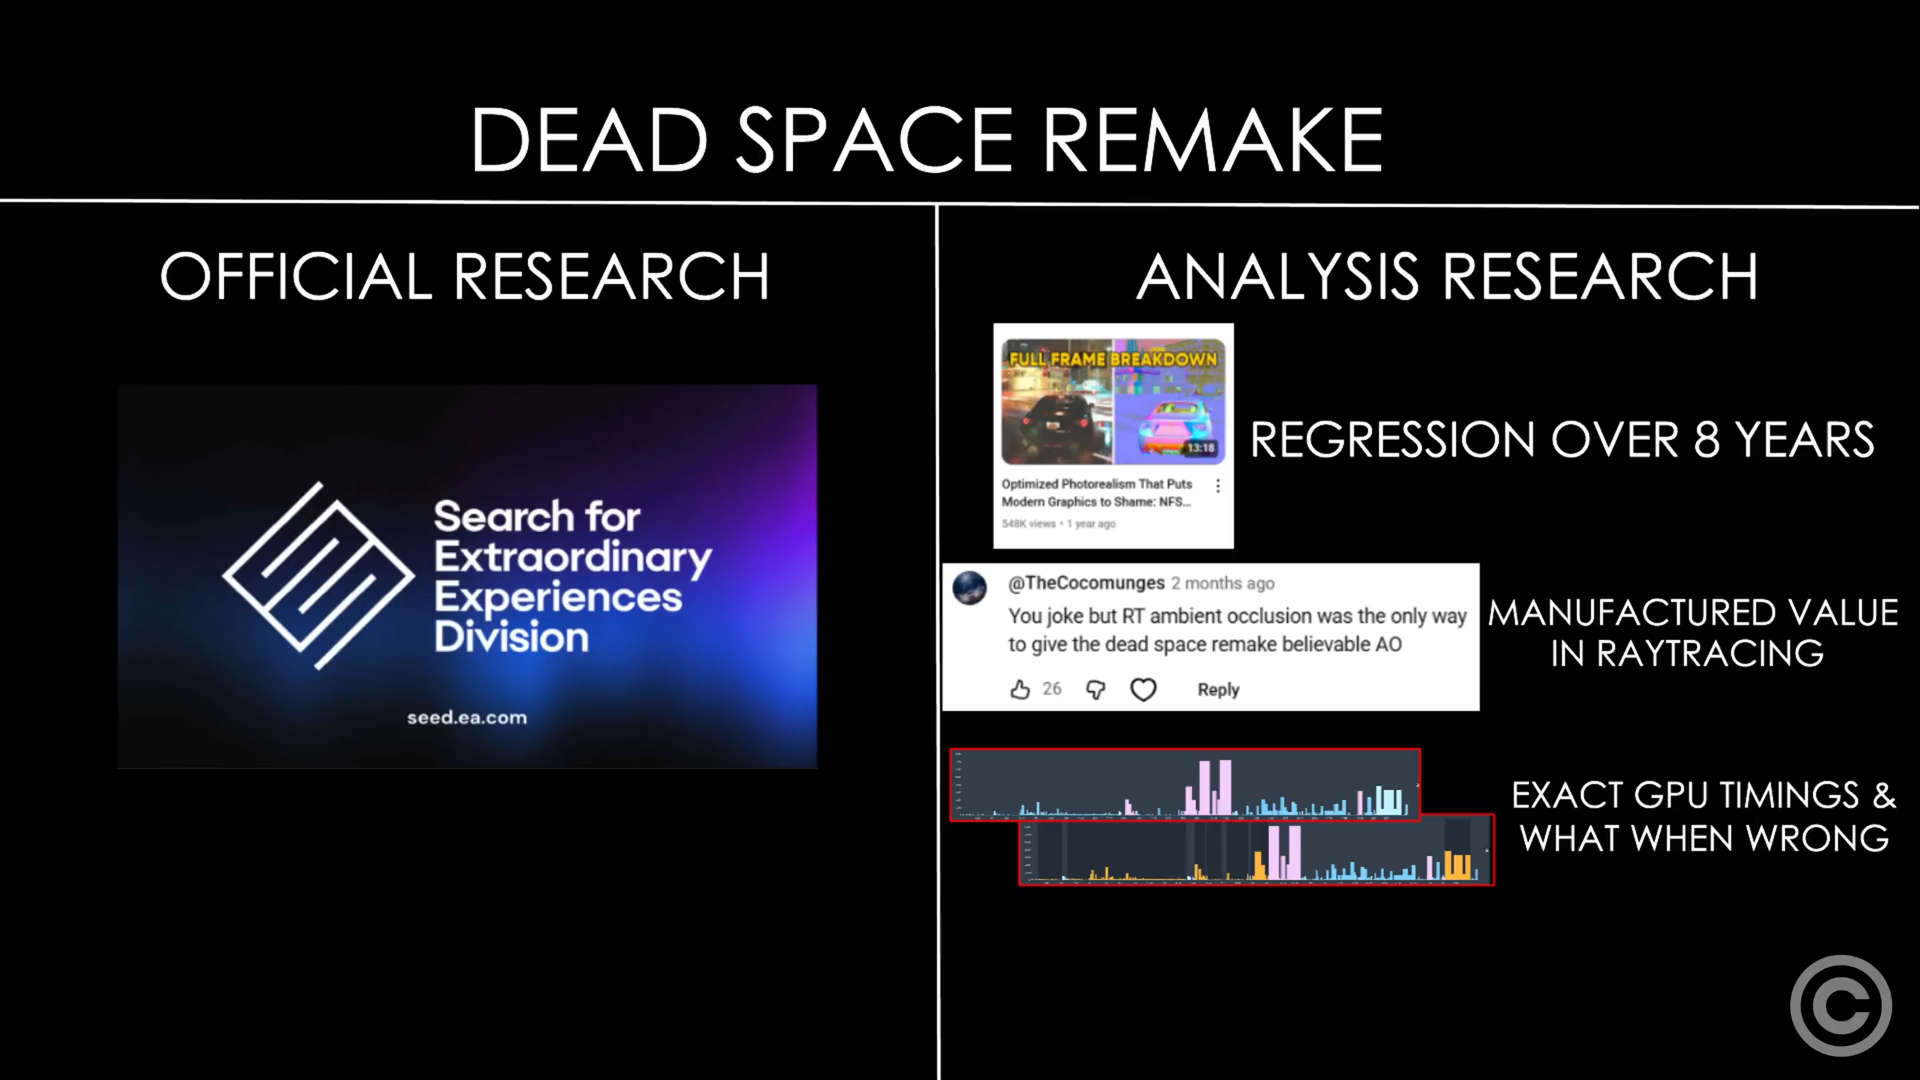 DEAD SPACE REMAKE
OFFICIAL RESEARCH
Search for
Extraordinary
Experiences
Division
seed.ea.com
ANALYSIS RESEARCH
FULL FRAME BREAKDOWN
13:18
Optimized Photorealism That Puts
Modern Graphics to Shame: NFS...
548K views • 1 year ago
REGRESSION OVER 8 YEARS
@TheCocomunges 2 months ago
You joke but RT ambient occlusion was the only way
to give the dead space remake believable AO
26
Reply
MANUFACTURED VALUE
IN RAYTRACING
EXACT GPU TIMINGS &
WHAT WHEN WRONG
©